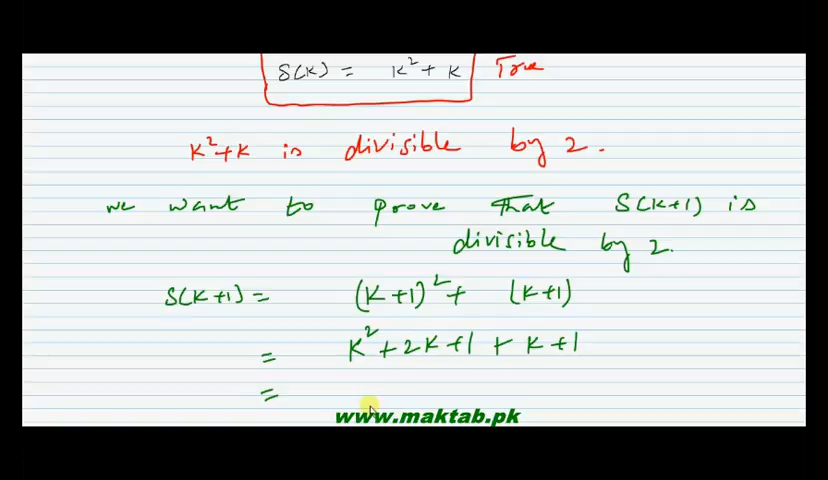 S(K) = K²+ K True
K²+K is divisible by 2.
we want to prove that S(K+1) is
divisible by 2.
S(K+1) = (K+1)²+ (K+1)
= K²+2K+1 + K+1
=
www.maktab.pk